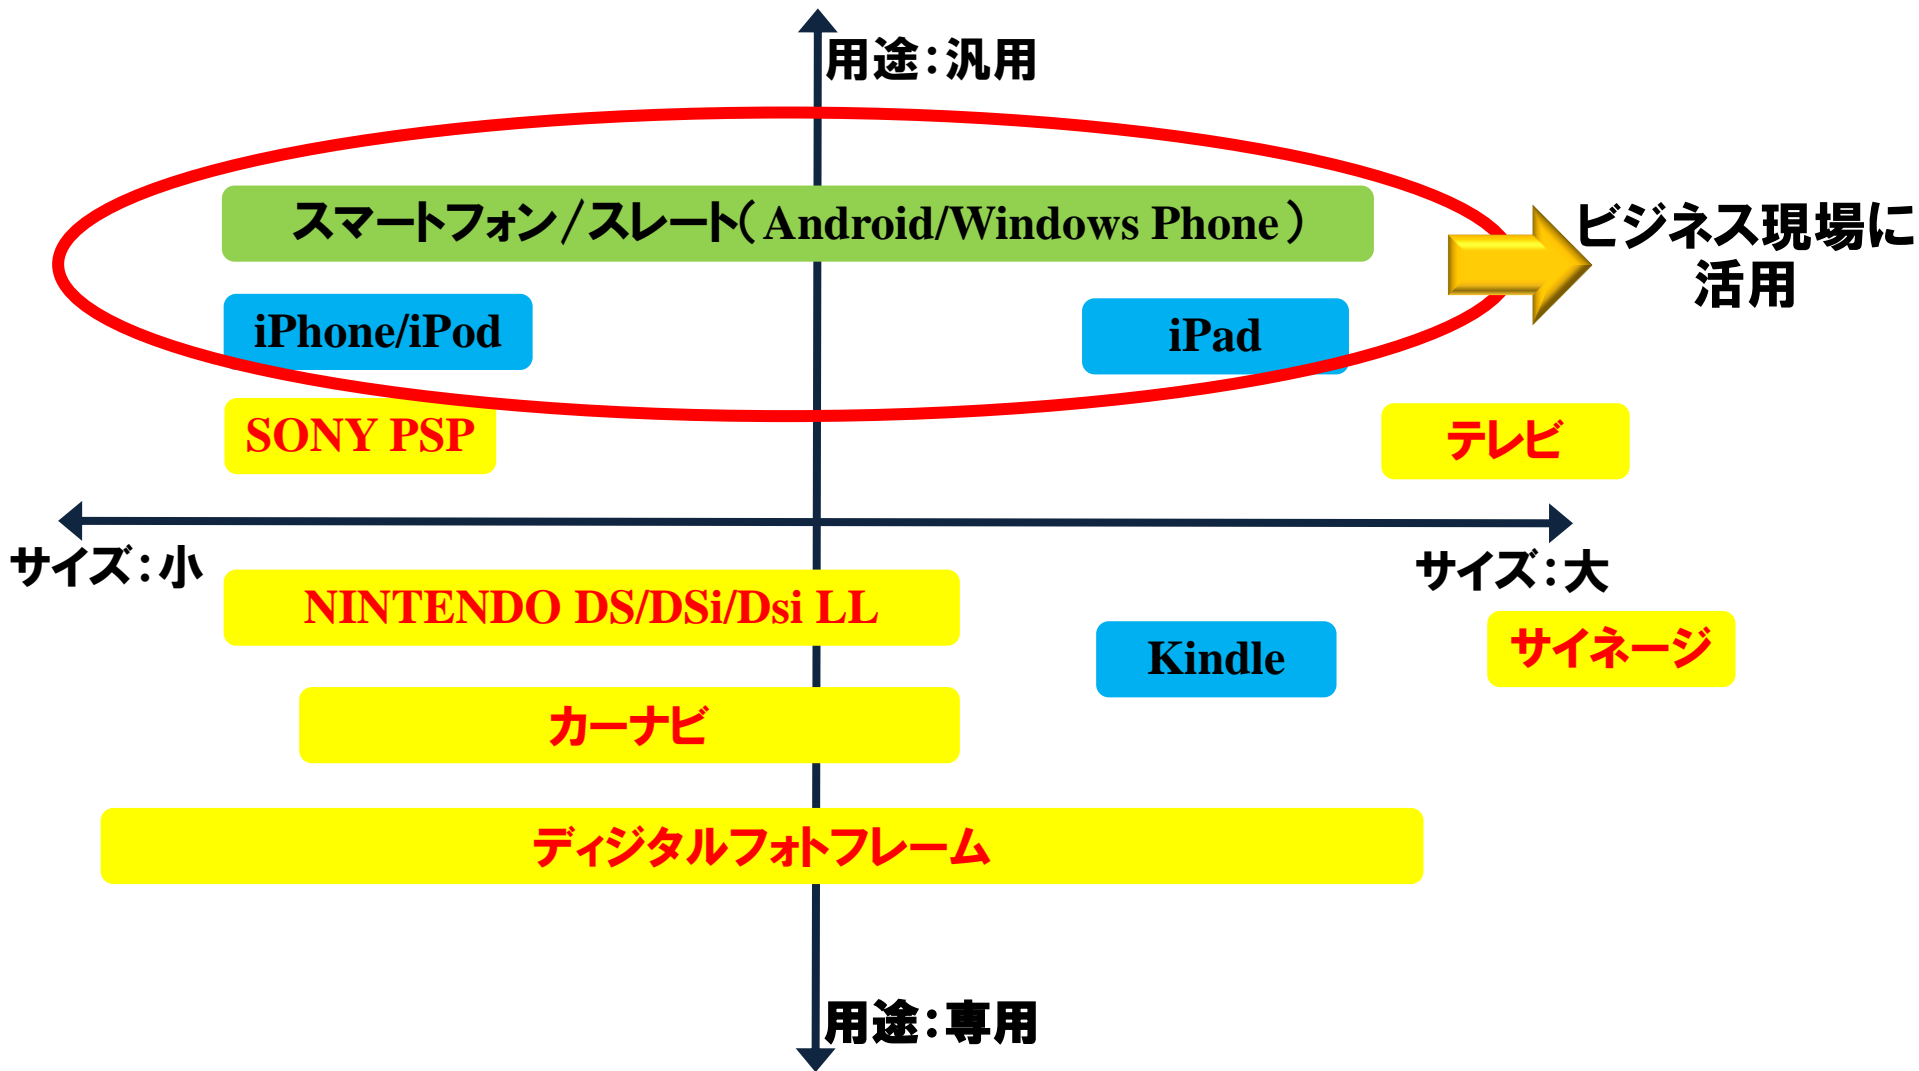 用途：汎用
スマートフォン/スレート（Android/Windows Phone）
ビジネス現場に
活用
iPhone/iPod
iPad
SONY PSP
テレビ
サイズ：小
サイズ：大
NINTENDO DS/DSi/Dsi LL
サイネージ
Kindle
カーナビ
ディジタルフォトフレーム
用途：専用